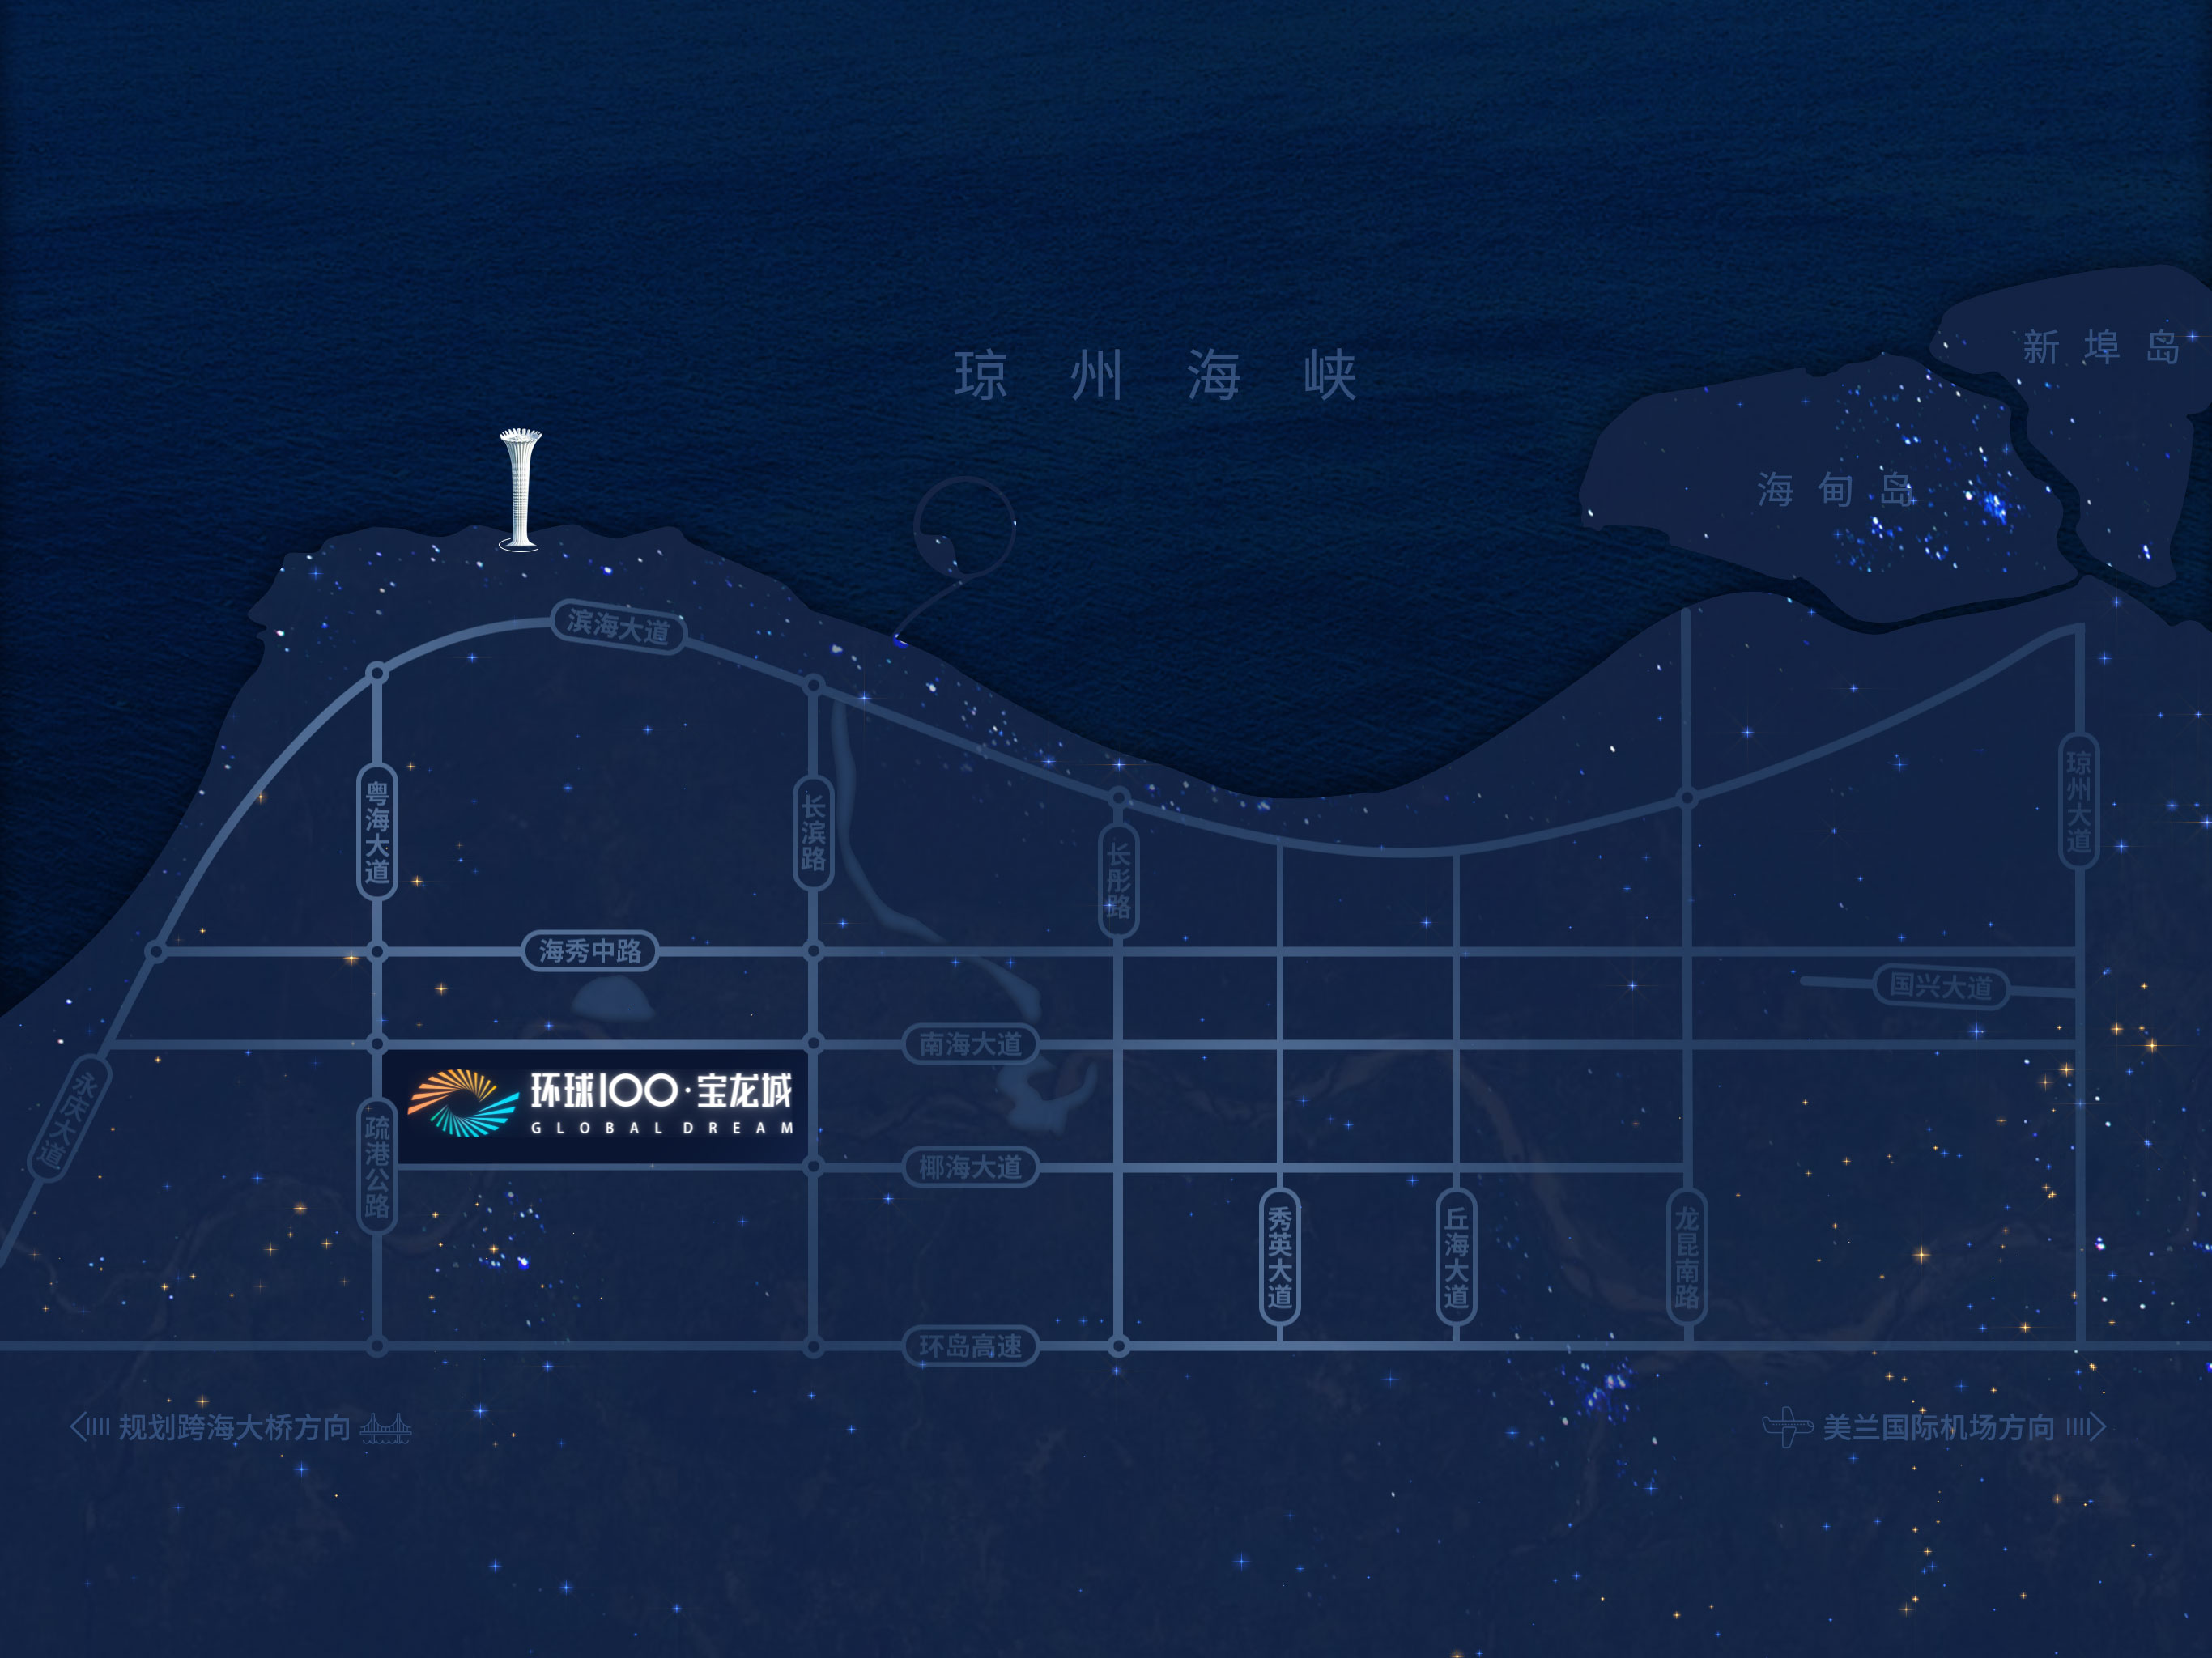 琼州海峡
新埠岛
海甸岛
滨海大道
粤海大道
长滨路
长彤路
琼州大道
海秀中路
国兴大道
南海大道
永庆大道
环球100·宝龙城
GLOBAL DREAM
疏港公路
椰海大道
秀英大道
丘海大道
龙昆南路
环岛高速
规划跨海大桥方向
美兰国际机场方向